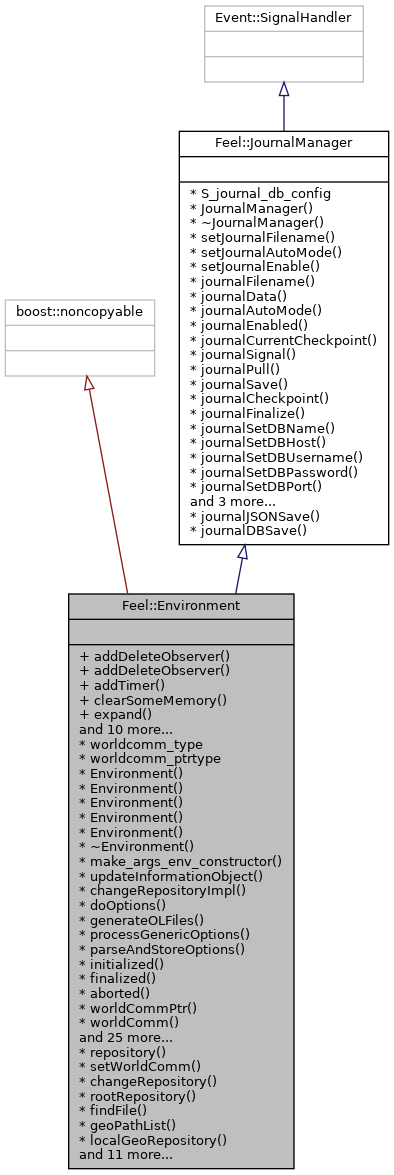 Event::SignalHandler
Feel::JournalManager
* S_journal_db_config
* JournalManager()
* ~JournalManager()
* setJournalFilename()
* setJournalAutoMode()
* setJournalEnable()
* journalFilename()
* journalData()
* journalAutoMode()
* journalEnabled()
* journalCurrentCheckpoint()
* journalSignal()
* journalPull()
* journalSave()
* journalCheckpoint()
* journalFinalize()
* journalSetDBName()
* journalSetDBHost()
* journalSetDBUsername()
* journalSetDBPassword()
* journalSetDBPort()
and 3 more...
* journalJSONSave()
* journalDBSave()
boost::noncopyable
Feel::Environment
+ addDeleteObserver()
+ addDeleteObserver()
+ addTimer()
+ clearSomeMemory()
+ expand()
and 10 more...
* worldcomm_type
* worldcomm_ptrtype
* Environment()
* Environment()
* Environment()
* Environment()
* Environment()
* ~Environment()
* make_args_env_constructor()
* updateInformationObject()
* changeRepositoryImpl()
* doOptions()
* generateOLFiles()
* processGenericOptions()
* parseAndStoreOptions()
* initialized()
* finalized()
* aborted()
* worldCommPtr()
* worldComm()
and 25 more...
* repository()
* setWorldComm()
* changeRepository()
* rootRepository()
* findFile()
* geoPathList()
* localGeoRepository()
and 11 more...